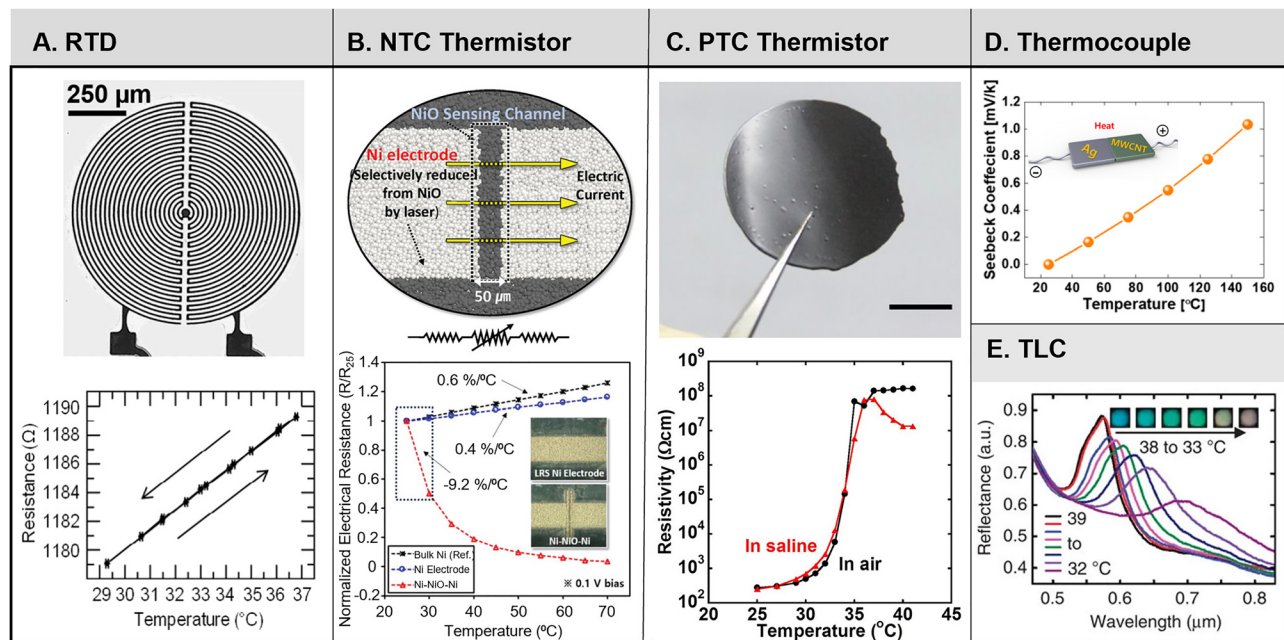 A. RTD
250 µm
Resistance (Ω)
1190
1188
1186
1184
1182
1180
29 30 31 32 33 34 35 36 37
Temperature (°C)
B. NTC Thermistor
NiO Sensing Channel
Ni electrode
(Selectively reduced
from NiO
by laser)
Electric
Current
50 ㎛
Normalized Electrical Resistance (R/R25)
1.4
1.2
1
0.8
0.6
0.4
0.2
0
-0.2
0.6 %/ºC
0.4 %/ºC
-9.2 %/ºC
LRS Ni Electrode
Ni-NiO-Ni
Bulk Ni (Ref.)
Ni Electrode
Ni-NiO-Ni
※ 0.1 V bias
20 30 40 50 60 70
Temperature (ºC)
C. PTC Thermistor
Resistivity (Ωcm)
10⁹
10⁸
10⁷
10⁶
10⁵
10⁴
10³
10²
In saline
In air
20 25 30 35 40 45
Temperature (°C)
D. Thermocouple
Seebeck Coeffecient [mV/k]
1.2
1.0
0.8
0.6
0.4
0.2
0.0
Heat
Ag
MWCNT
20 40 60 80 100 120 140 160
Temperature [°C]
E. TLC
Reflectance (a.u.)
0.9
0.8
0.7
0.6
0.5
0.4
38 to 33 °C
39
to
32 °C
0.5 0.6 0.7 0.8
Wavelength (µm)